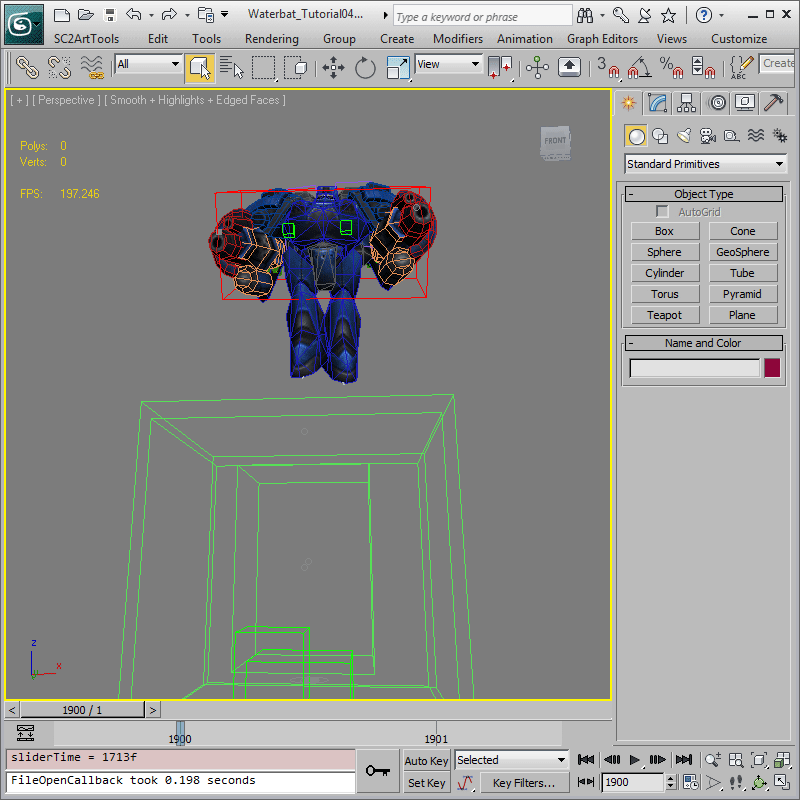 Waterbat_Tutorial04...
Type a keyword or phrase
SC2ArtTools Edit Tools Rendering Group Create Modifiers Animation Graph Editors Views Customize
All
View
3
%
ABC
Create
[ + ] [ Perspective ] [ Smooth + Highlights + Edged Faces ]
Polys: 0
Verts: 0
FPS: 197.246
FRONT
Standard Primitives
- Object Type
AutoGrid
Box Cone
Sphere GeoSphere
Cylinder Tube
Torus Pyramid
Teapot Plane
- Name and Color
z
x
< 1900 / 1 >
1900 1901
sliderTime = 1713f
FileOpenCallback took 0.198 seconds
Auto Key Selected
Set Key Key Filters...
1900